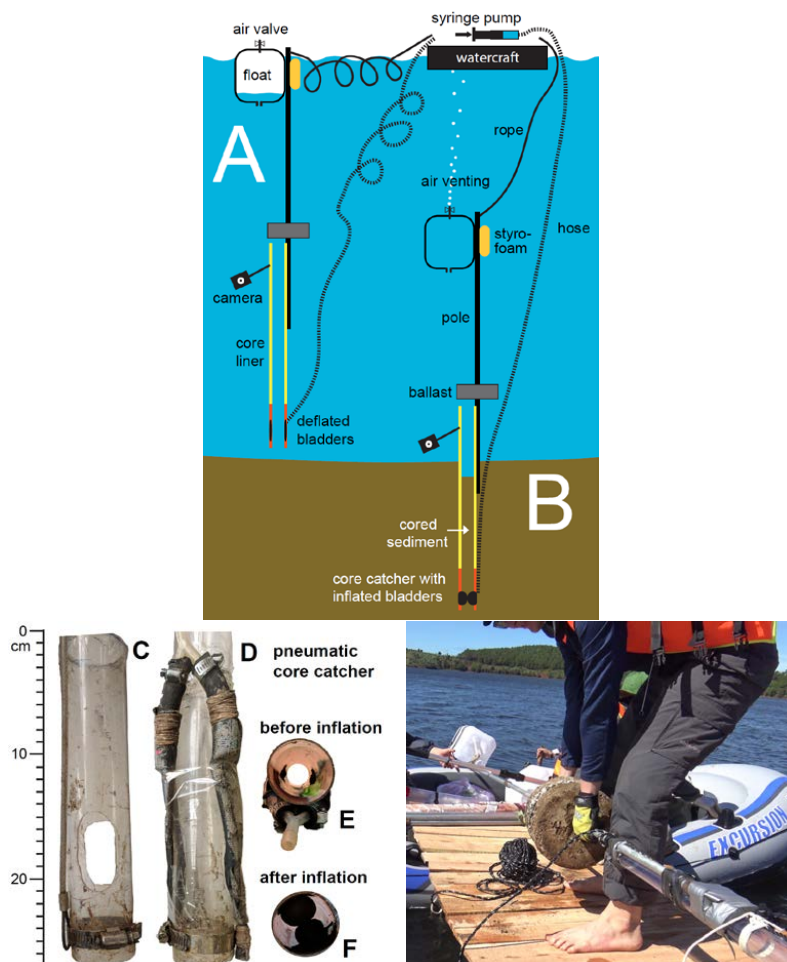 syringe pump
air valve
watercraft
float
A
rope
air venting
hose
styro-
foam
camera
pole
core
liner
ballast
deflated
bladders
B
cored
sediment
core catcher with
inflated bladders
0
cm
10
20
C
D
pneumatic
core catcher
before inflation
E
after inflation
F
EXCURSION